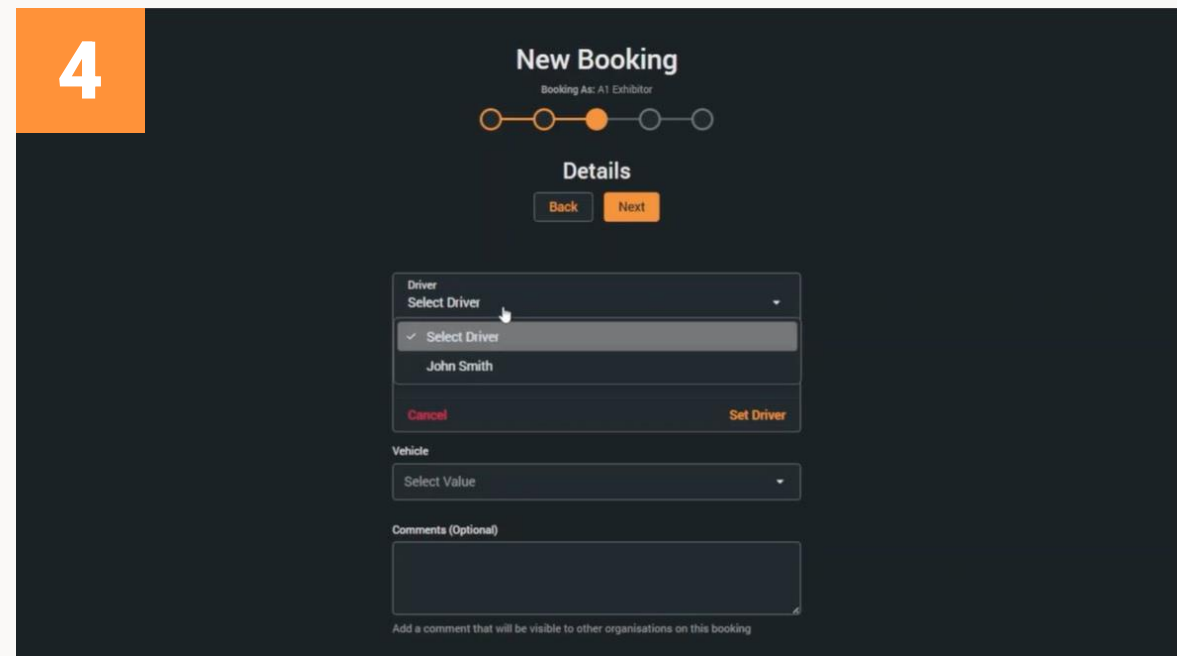 4
New Booking
Booking As: A1 Exhibitor
Details
Back Next
Driver
Select Driver
Select Driver
John Smith
Cancel Set Driver
Vehicle
Select Value
Comments (Optional)
Add a comment that will be visible to other organisations on this booking